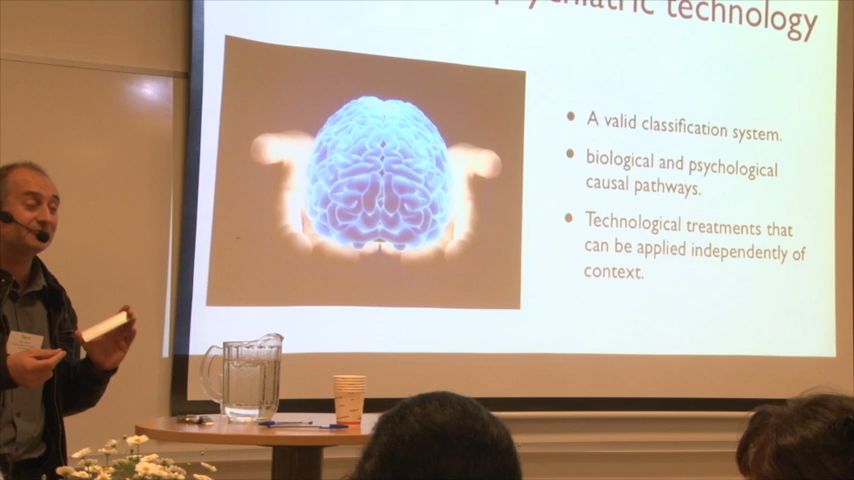 psychiatric technology
• A valid classification system.
• biological and psychological
causal pathways.
• Technological treatments that
can be applied independently of
context.